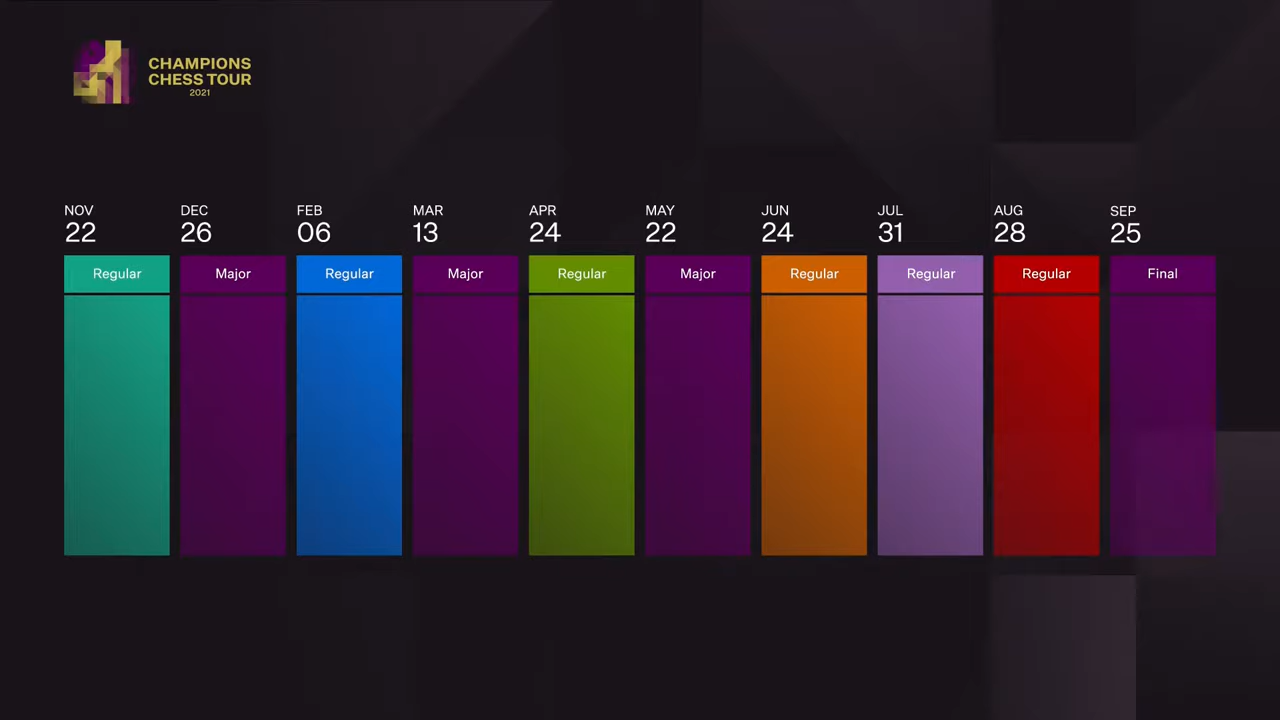 CHAMPIONS
CHESS TOUR
2021
NOV DEC FEB MAR APR MAY JUN JUL AUG SEP
22 26 06 13 24 22 24 31 28 25
Regular Major Regular Major Regular Major Regular Regular Regular Final